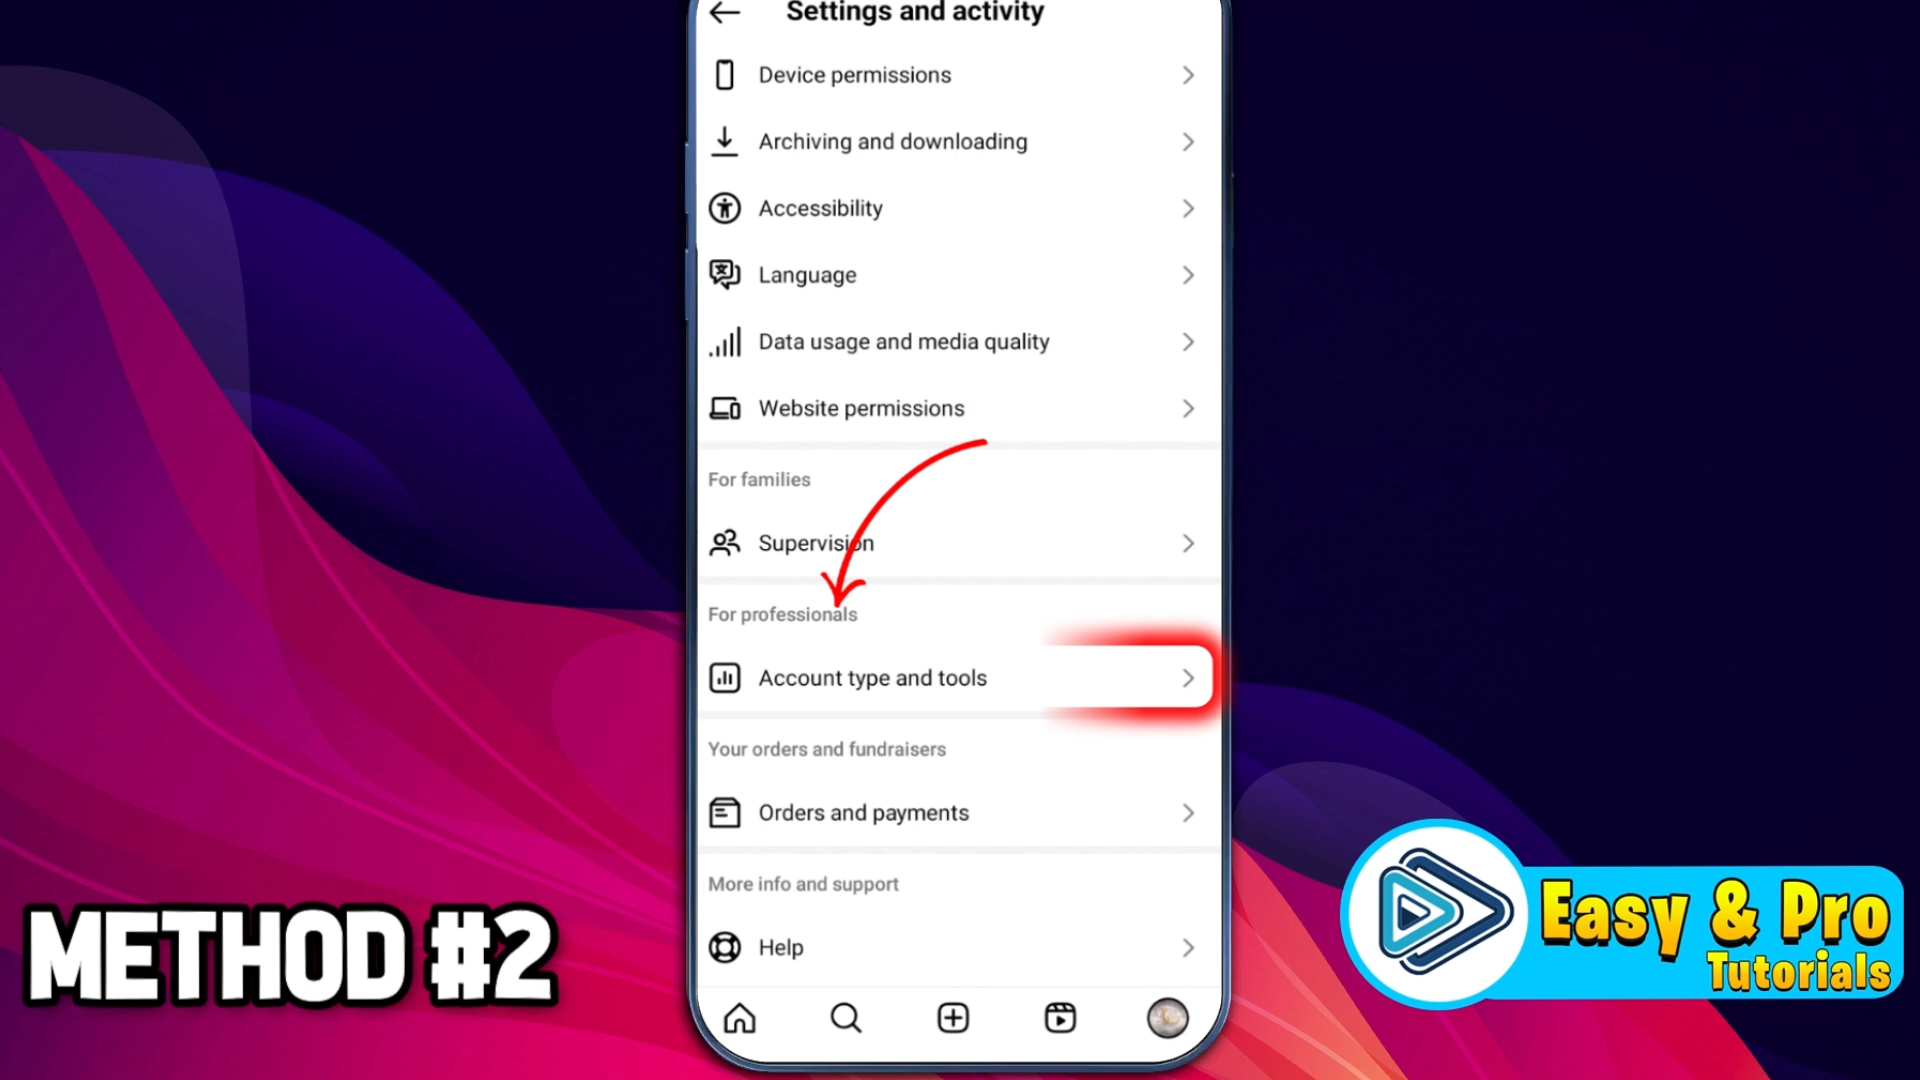 Settings and activity
Device permissions
Archiving and downloading
Accessibility
Language
Data usage and media quality
Website permissions
For families
Supervision
For professionals
Account type and tools
Your orders and fundraisers
Orders and payments
More info and support
Help
METHOD #2
Easy & Pro
Tutorials